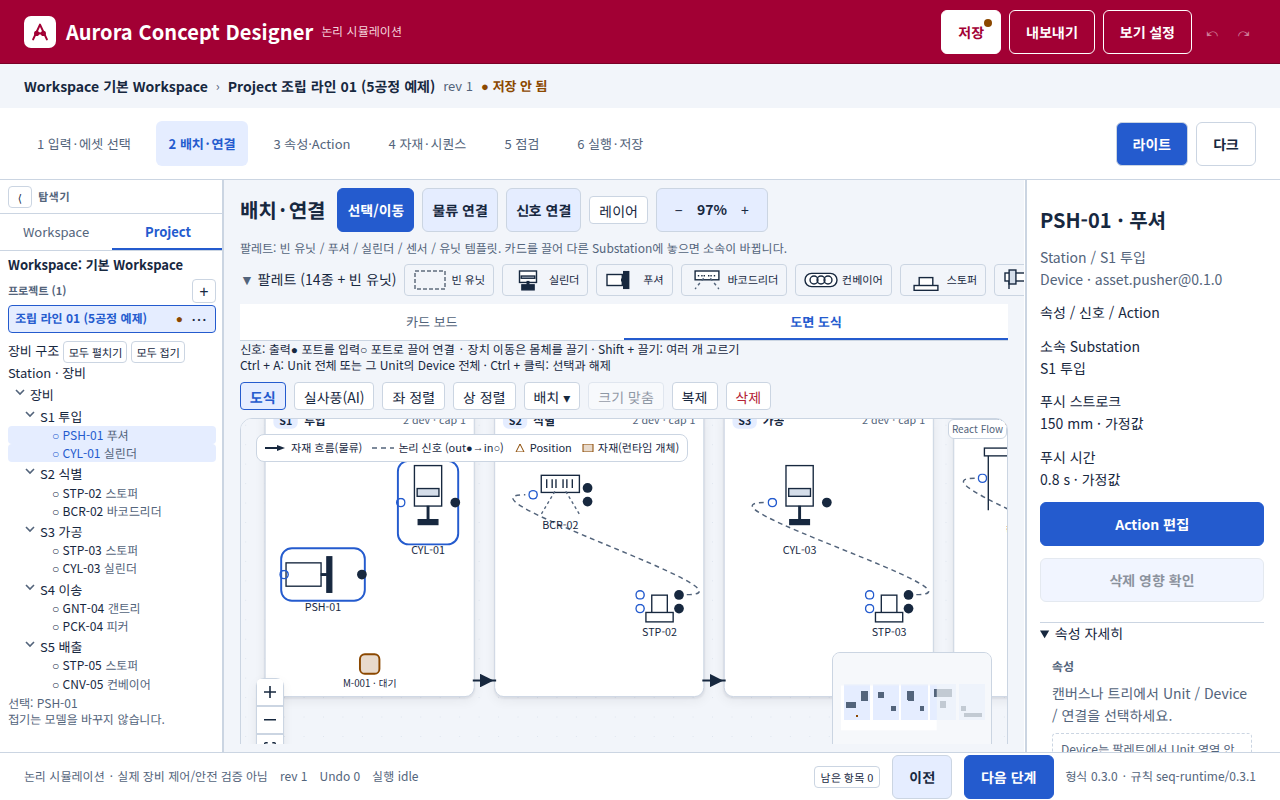 Aurora Concept Designer 논리 시뮬레이션
저장 내보내기 보기 설정
Workspace 기본 Workspace › Project 조립 라인 01 (5공정 예제) rev 1 ● 저장 안 됨
1 입력·에셋 선택 2 배치·연결 3 속성·Action 4 자재·시퀀스 5 점검 6 실행·저장
라이트 다크
⟨ 탐색기
Workspace Project
Workspace: 기본 Workspace
프로젝트 (1) +
조립 라인 01 (5공정 예제) ● ···
장비 구조 모두 펼치기 모두 접기
Station · 장비
장비
S1 투입
○ PSH-01 푸셔
○ CYL-01 실린더
S2 식별
○ STP-02 스토퍼
○ BCR-02 바코드리더
S3 가공
○ STP-03 스토퍼
○ CYL-03 실린더
S4 이송
○ GNT-04 갠트리
○ PCK-04 피커
S5 배출
○ STP-05 스토퍼
○ CNV-05 컨베이어
선택: PSH-01
접기는 모델을 바꾸지 않습니다.
배치·연결 선택/이동 물류 연결 신호 연결 레이어 − 97% +
팔레트: 빈 유닛 / 푸셔 / 실린더 / 센서 / 유닛 템플릿. 카드를 끌어 다른 Substation에 놓으면 소속이 바뀝니다.
▼ 팔레트 (14종 + 빈 유닛) 빈 유닛 실린더 푸셔 바코드리더 컨베이어 스토퍼
카드 보드 도면 도식
신호: 출력● 포트를 입력○ 포트로 끌어 연결 · 장치 이동은 몸체를 끌기 · Shift + 끌기: 여러 개 고르기
Ctrl + A: Unit 전체 또는 그 Unit의 Device 전체 · Ctrl + 클릭: 선택과 해제
도식 실사풍(AI) 좌 정렬 상 정렬 배치 ▾ 크기 맞춤 복제 삭제
S1 투입 2 dev · cap 1
S2 식별 2 dev · cap 1
S3 가공 2 dev · cap 1
React Flow
자재 흐름(물류) 논리 신호 (out●→in○) Position 자재(런타임 개체)
CYL-01
PSH-01
M-001 · 대기
BCR-02
STP-02
CYL-03
STP-03
+
−
PSH-01 · 푸셔
Station / S1 투입
Device · asset.pusher@0.1.0
속성 / 신호 / Action
소속 Substation
S1 투입
푸시 스트로크
150 mm · 가정값
푸시 시간
0.8 s · 가정값
Action 편집
삭제 영향 확인
▼ 속성 자세히
속성
캔버스나 트리에서 Unit / Device
/ 연결을 선택하세요.
Device는 팔레트에서 Unit 영역 안
논리 시뮬레이션 · 실제 장비 제어/안전 검증 아님 rev 1 Undo 0 실행 idle
남은 항목 0 이전 다음 단계 형식 0.3.0 · 규칙 seq-runtime/0.3.1